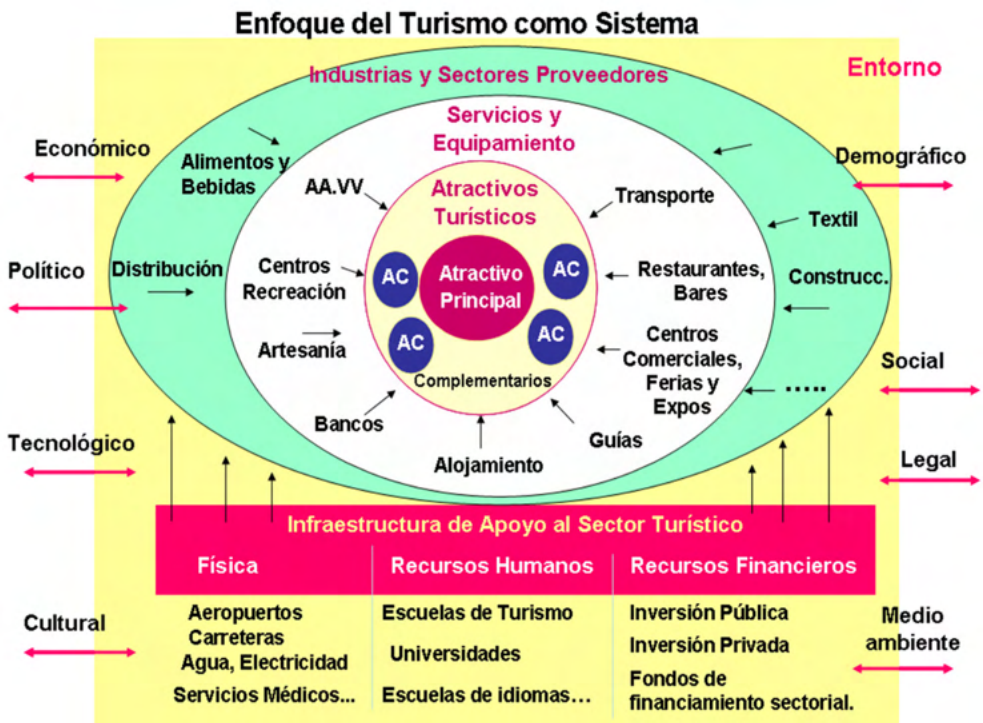 Enfoque del Turismo como Sistema
Industrias y Sectores Proveedores
Entorno
Servicios y
Equipamiento
Económico
Alimentos y
Bebidas
Demográfico
AA.VV
Atractivos
Turísticos
Transporte
Textil
Político
Distribución
Centros
Recreación
AC
Atractivo
Principal
AC
Restaurantes,
Bares
Construcc.
Artesanía
AC
AC
Complementarios
Centros
Comerciales,
Ferias y
Expos
Social
.....
Bancos
Guías
Tecnológico
Alojamiento
Legal
Infraestructura de Apoyo al Sector Turístico
Física
Recursos Humanos
Recursos Financieros
Cultural
Aeropuertos
Carreteras
Agua, Electricidad
Servicios Médicos...
Escuelas de Turismo
Universidades
Escuelas de idiomas...
Inversión Pública
Inversión Privada
Fondos de
financiamiento sectorial.
Medio
ambiente